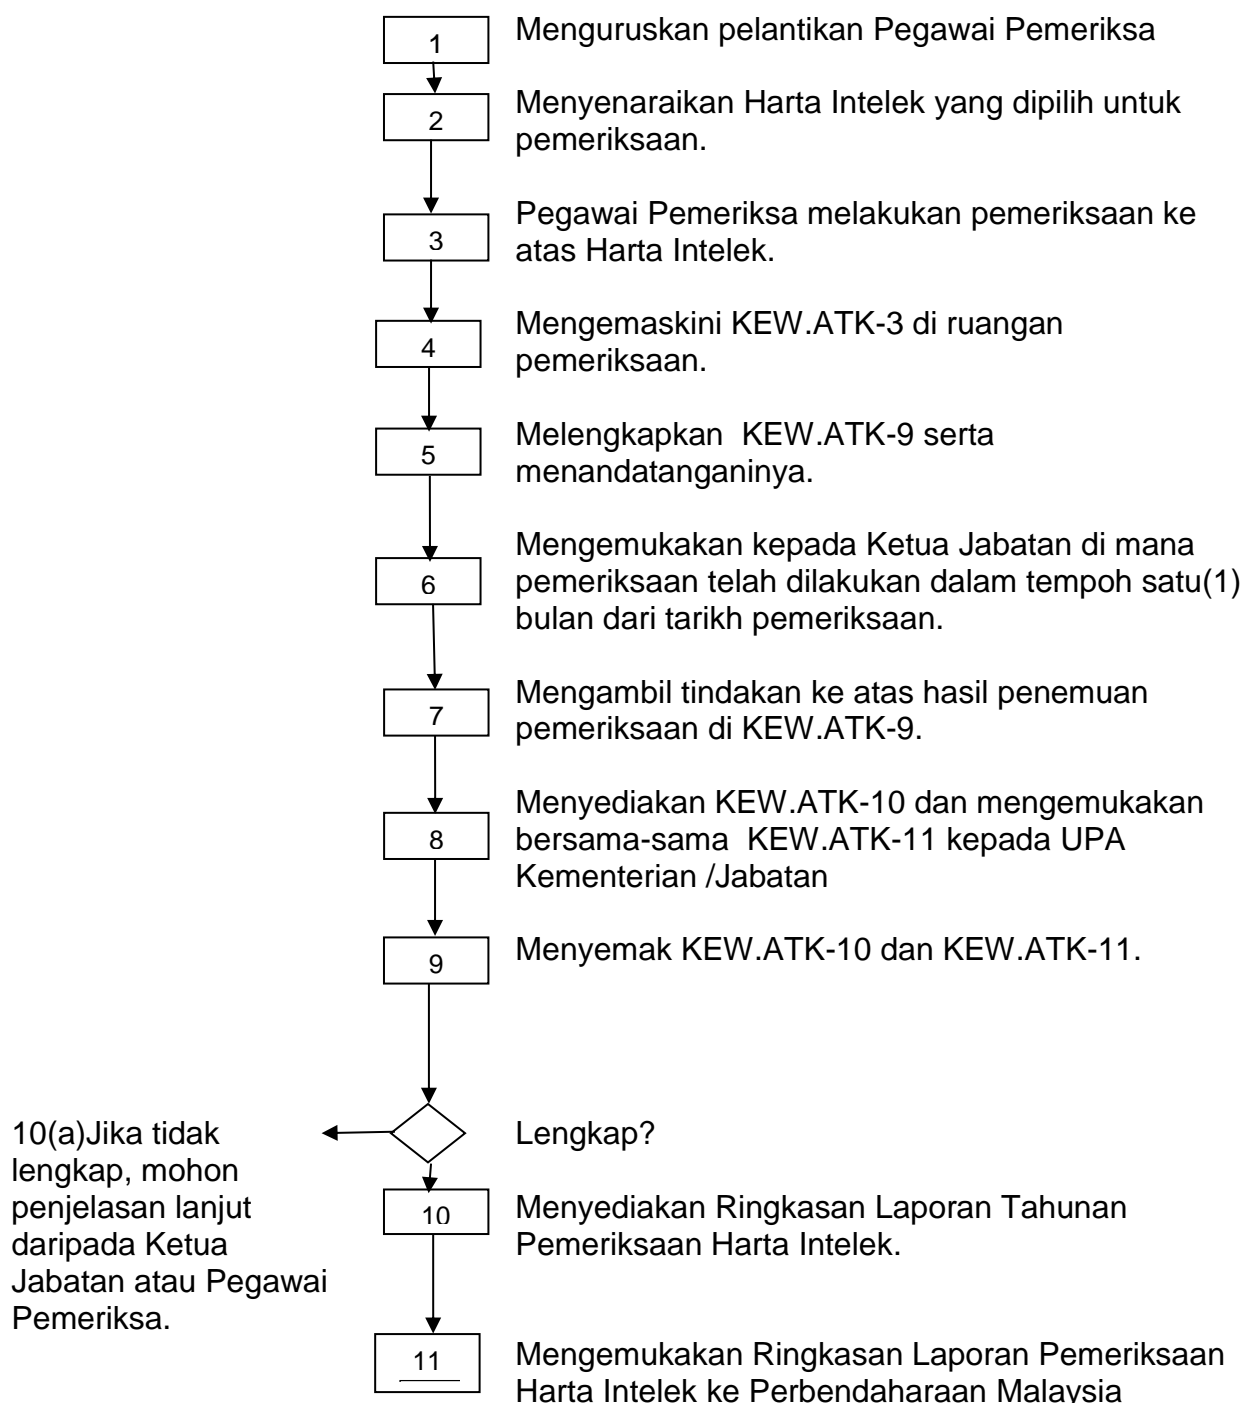 1 Menguruskan pelantikan Pegawai Pemeriksa
2 Menyenaraikan Harta Intelek yang dipilih untuk
pemeriksaan.
3 Pegawai Pemeriksa melakukan pemeriksaan ke
atas Harta Intelek.
4 Mengemaskini KEW.ATK-3 di ruangan
pemeriksaan.
5 Melengkapkan  KEW.ATK-9 serta
menandatanganinya.
6 Mengemukakan kepada Ketua Jabatan di mana
pemeriksaan telah dilakukan dalam tempoh satu(1)
bulan dari tarikh pemeriksaan.
7 Mengambil tindakan ke atas hasil penemuan
pemeriksaan di KEW.ATK-9.
8 Menyediakan KEW.ATK-10 dan mengemukakan
bersama-sama  KEW.ATK-11 kepada UPA
Kementerian /Jabatan
9 Menyemak KEW.ATK-10 dan KEW.ATK-11.
Lengkap?
10(a)Jika tidak
lengkap, mohon
penjelasan lanjut
daripada Ketua
Jabatan atau Pegawai
Pemeriksa.
10 Menyediakan Ringkasan Laporan Tahunan
Pemeriksaan Harta Intelek.
11 Mengemukakan Ringkasan Laporan Pemeriksaan
Harta Intelek ke Perbendaharaan Malaysia